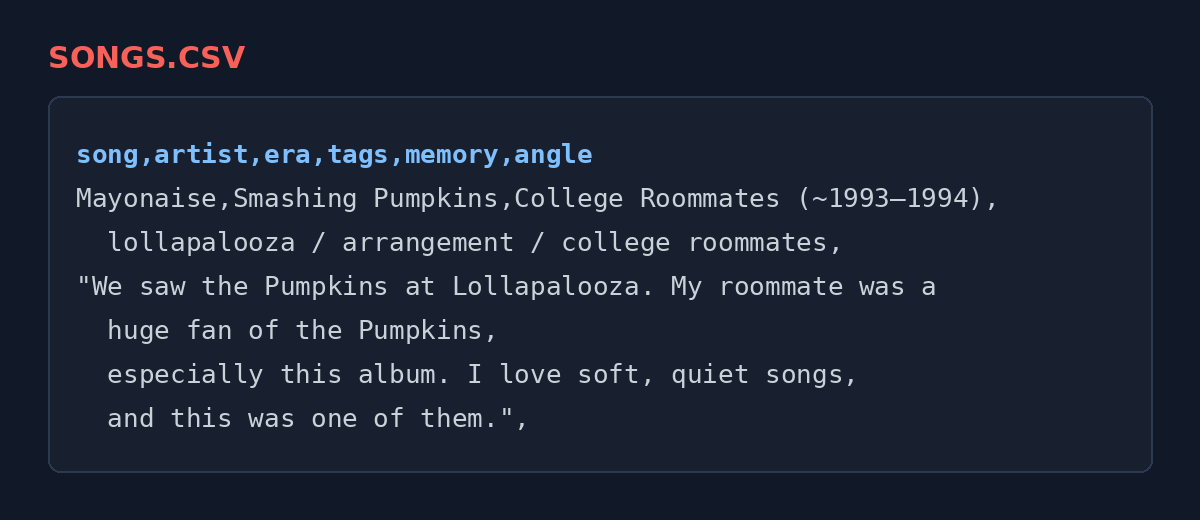 SONGS.CSV
song,artist,era,tags,memory,angle
Mayonaise,Smashing Pumpkins,College Roommates (~1993–1994),
lollapalooza / arrangement / college roommates,
"We saw the Pumpkins at Lollapalooza. My roommate was a
huge fan of the Pumpkins,
especially this album. I love soft, quiet songs,
and this was one of them.",